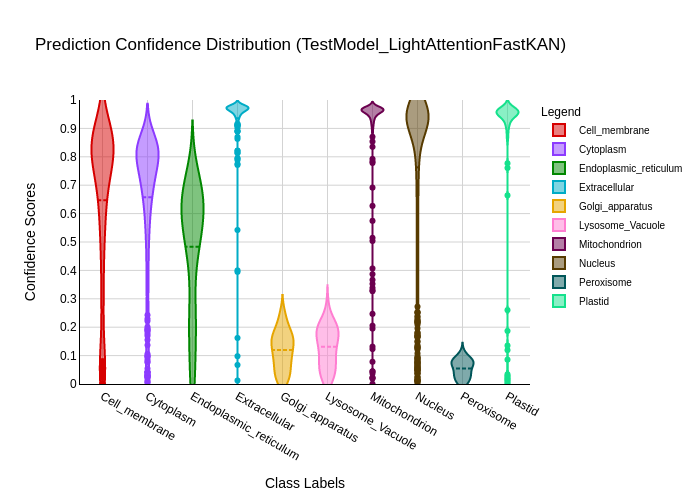 Prediction Confidence Distribution (TestModel_LightAttentionFastKAN)
Confidence Scores
1
0.9
0.8
0.7
0.6
0.5
0.4
0.3
0.2
0.1
0
Cell_membrane
Cytoplasm
Endoplasmic_reticulum
Extracellular
Golgi_apparatus
Lysosome_Vacuole
Mitochondrion
Nucleus
Peroxisome
Plastid
Class Labels
Legend
Cell_membrane
Cytoplasm
Endoplasmic_reticulum
Extracellular
Golgi_apparatus
Lysosome_Vacuole
Mitochondrion
Nucleus
Peroxisome
Plastid